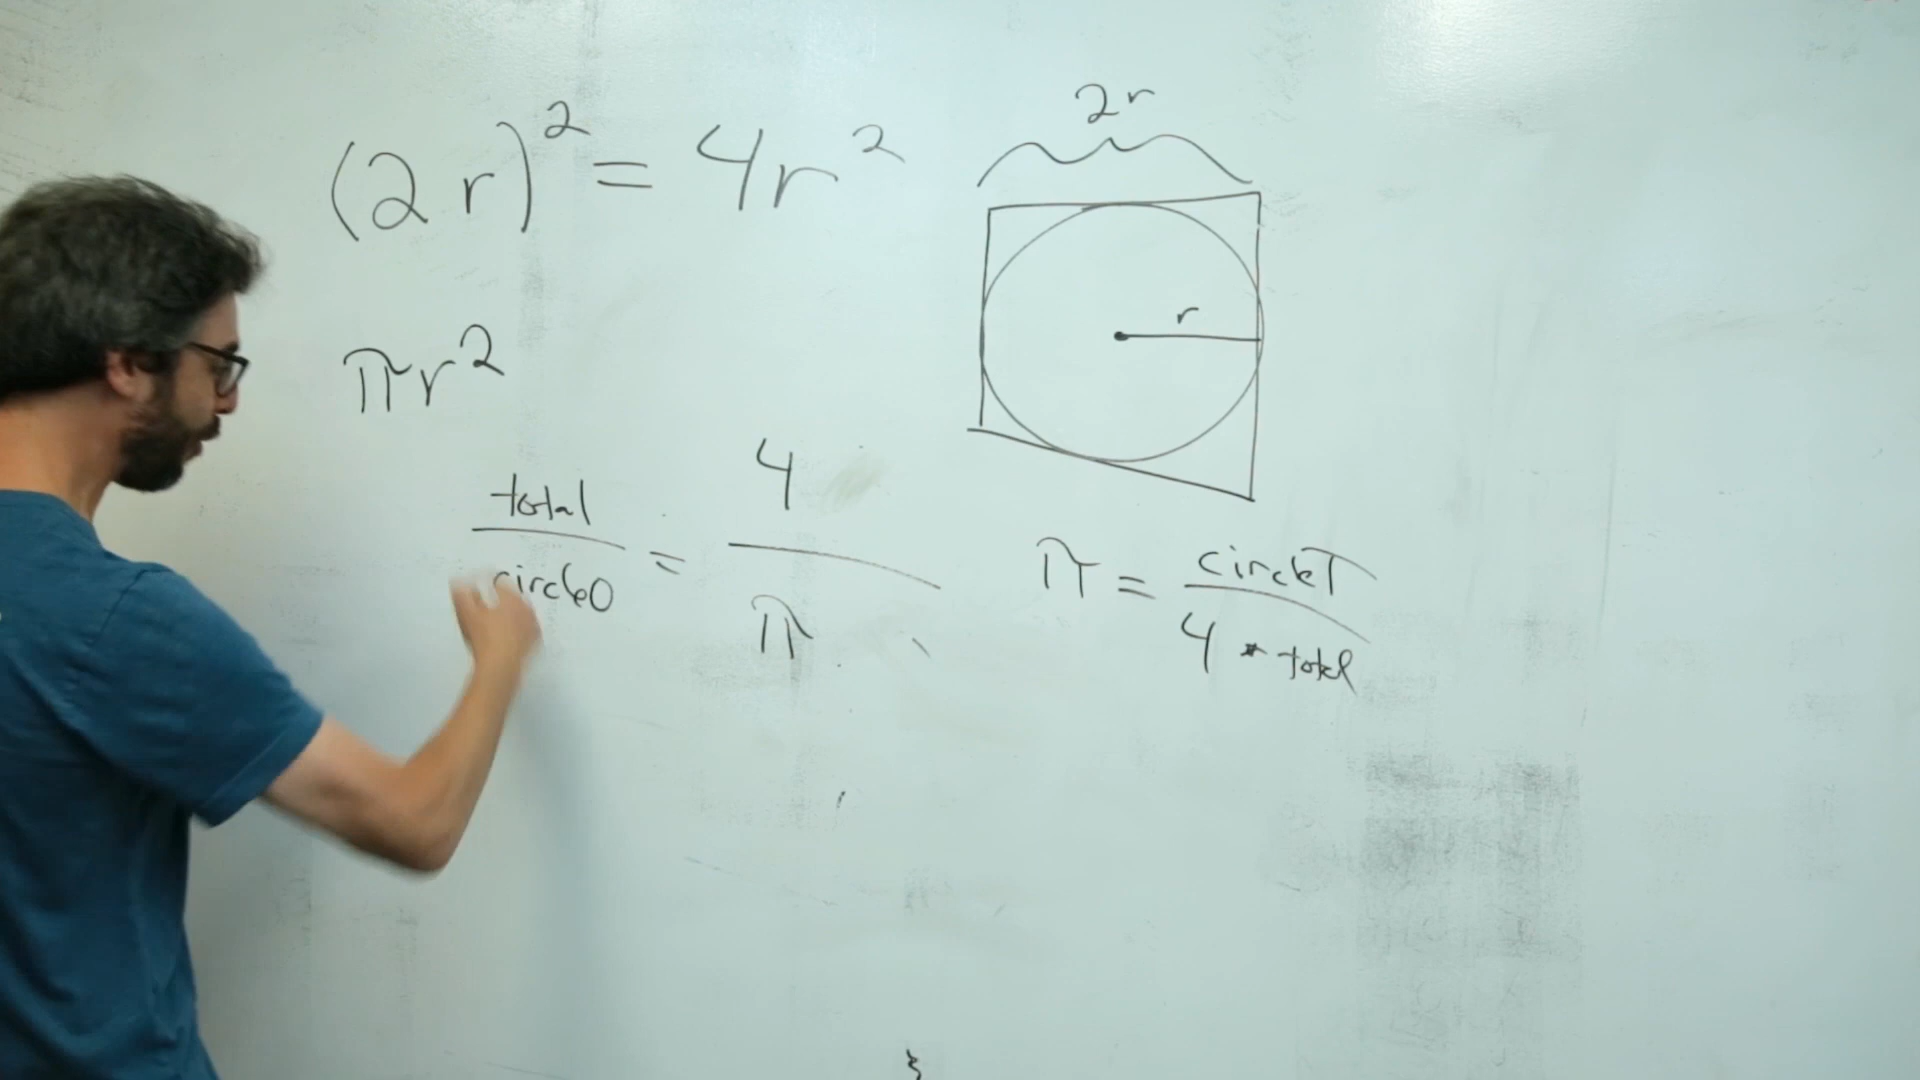 (2r)² = 4r²
2r
r
πr²
total / circle0 = 4 / π
π = circleT / 4 * total